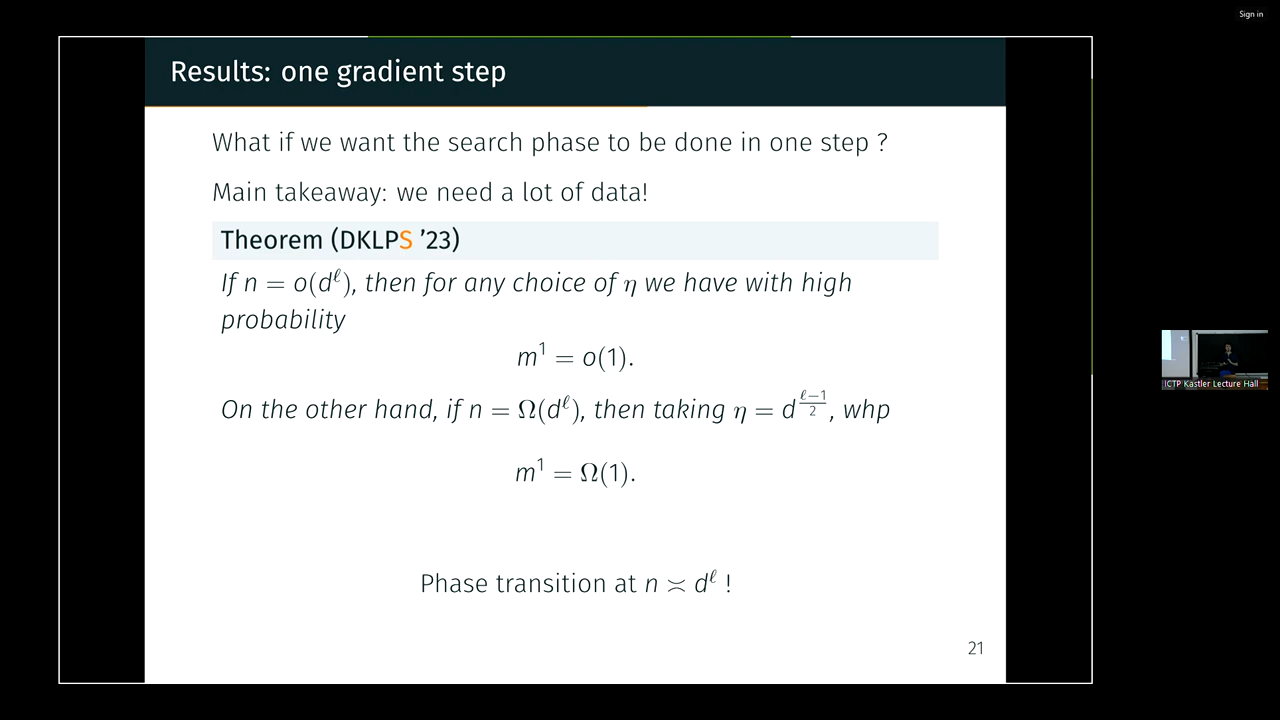 Sign in
Results: one gradient step
What if we want the search phase to be done in one step ?
Main takeaway: we need a lot of data!
Theorem (DKLPS '23)
If n = o(d^ℓ), then for any choice of η we have with high
probability
m¹ = o(1).
On the other hand, if n = Ω(d^ℓ), then taking η = d^{(ℓ−1)/2}, whp
m¹ = Ω(1).
Phase transition at n ≍ d^ℓ !
21
ICTP Kastler Lecture Hall